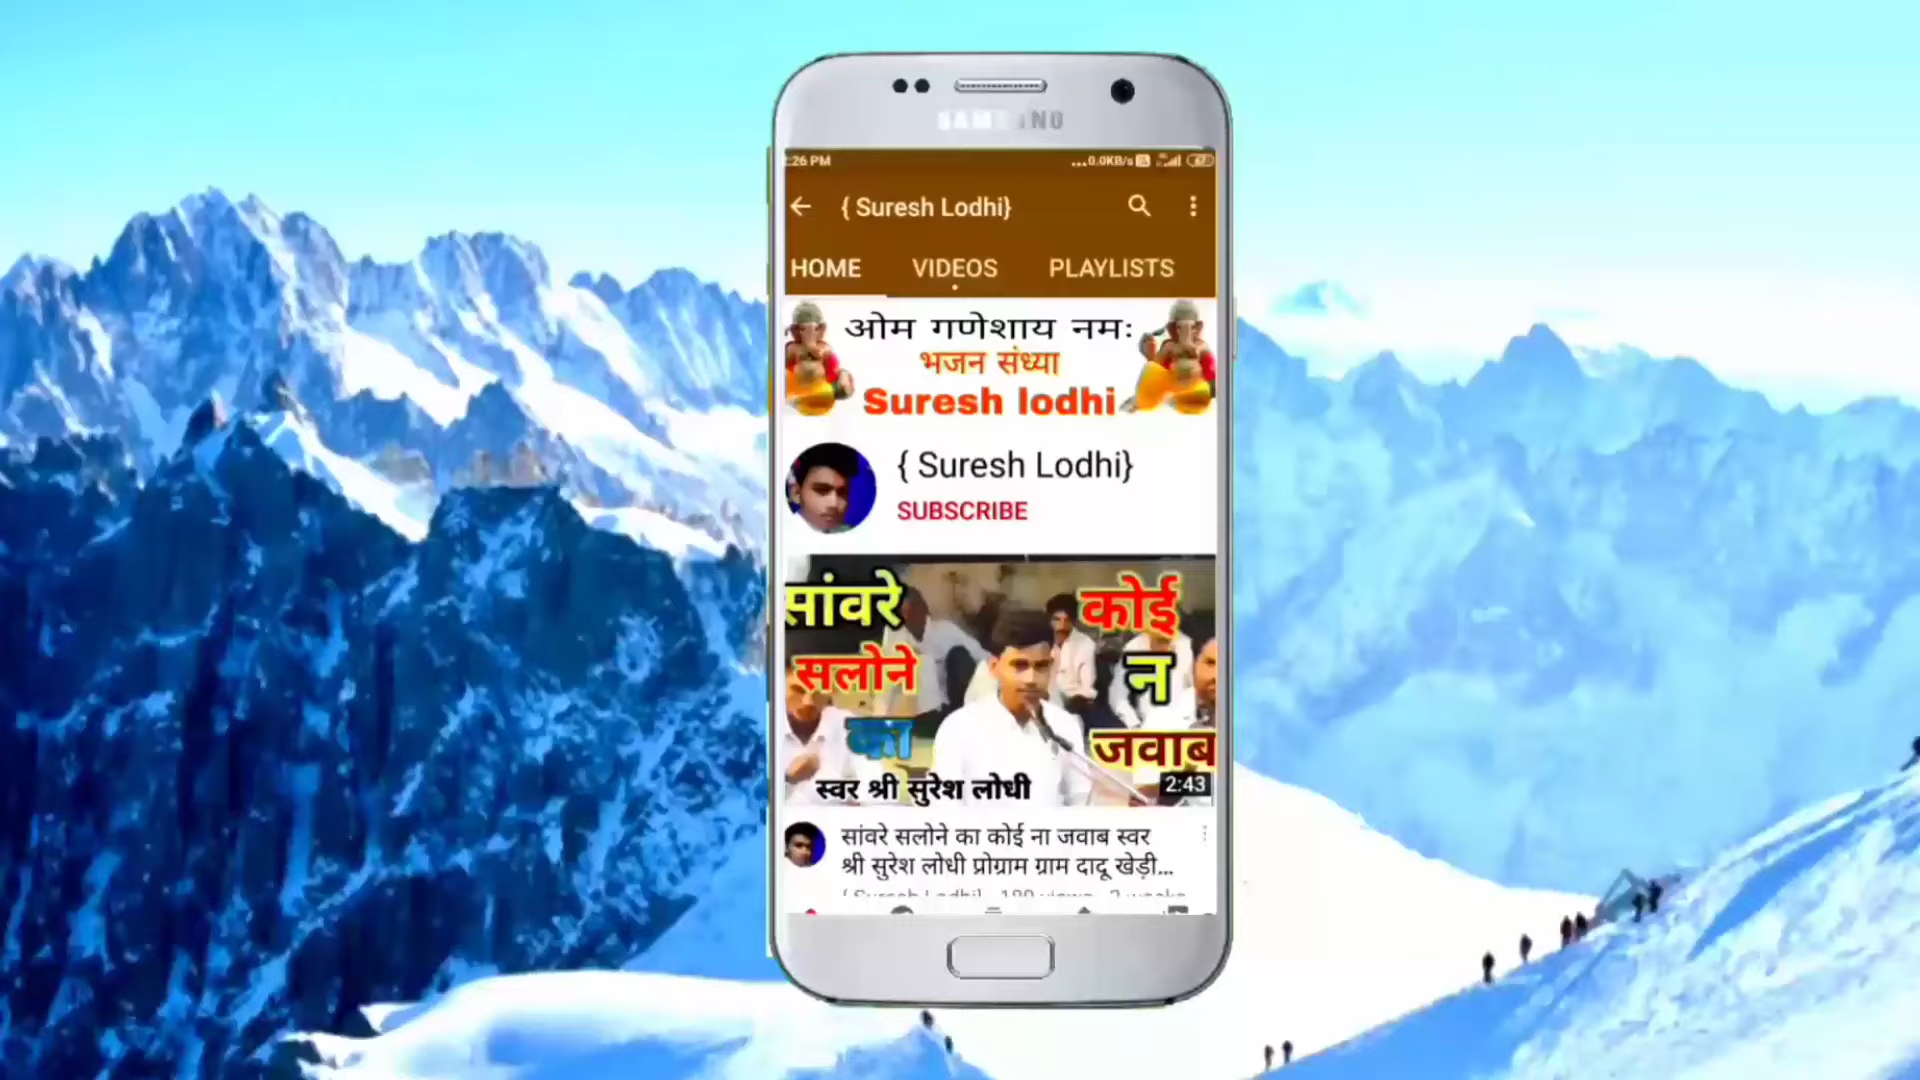 :26 PM
...0.0KB/s
{ Suresh Lodhi}
HOME VIDEOS PLAYLISTS
ओम गणेशाय नमः
भजन संध्या
Suresh lodhi
{ Suresh Lodhi}
SUBSCRIBE
सांवरे
सलोने
का
कोई
न
जवाब
स्वर श्री सुरेश लोधी
2:43
सांवरे सलोने का कोई ना जवाब स्वर
श्री सुरेश लोधी प्रोग्राम ग्राम दादू खेड़ी...